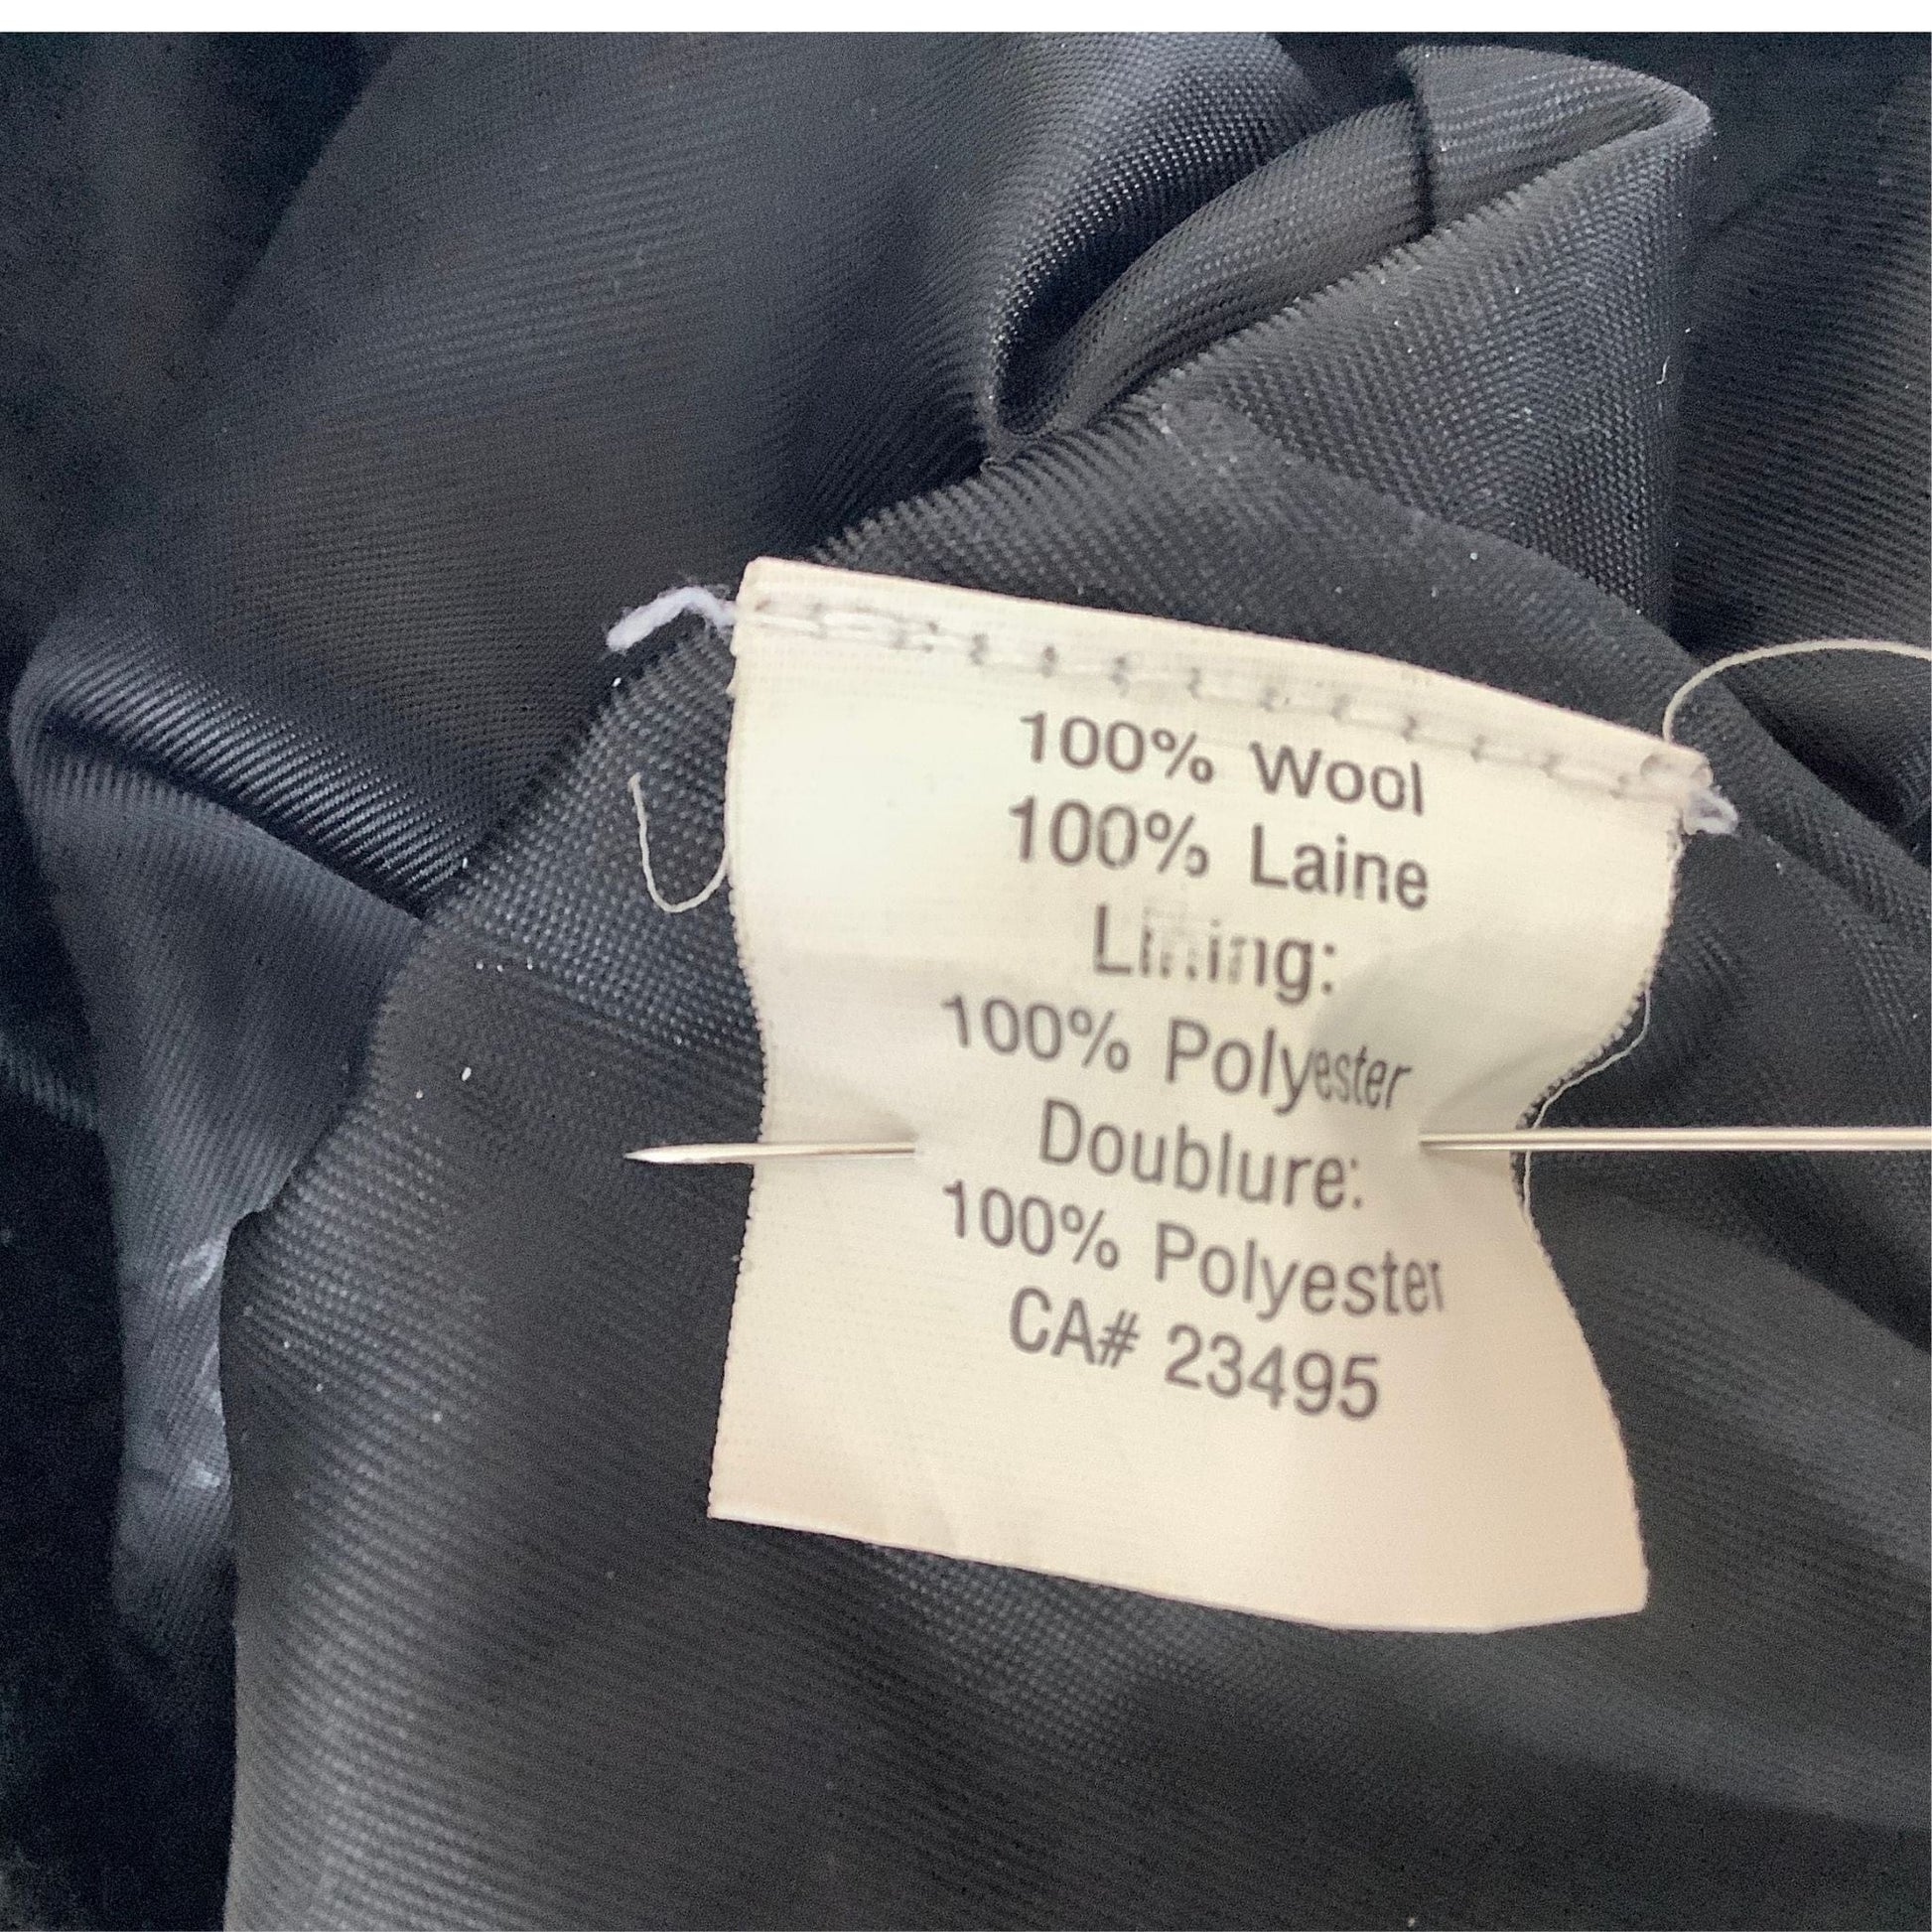 100% Wool
100% Laine
Lining:
100% Polyester
Doublure:
100% Polyester
CA# 23495